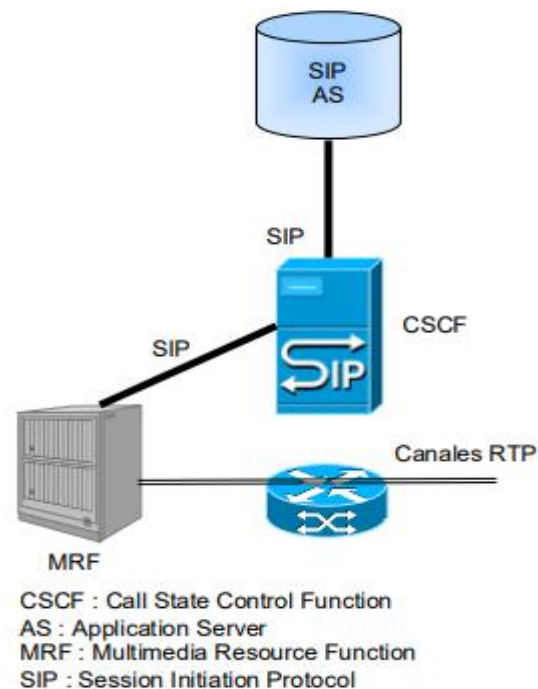 SIP
AS
SIP
CSCF
SIP
SIP
Canales RTP
MRF
CSCF : Call State Control Function
AS : Application Server
MRF : Multimedia Resource Function
SIP : Session Initiation Protocol